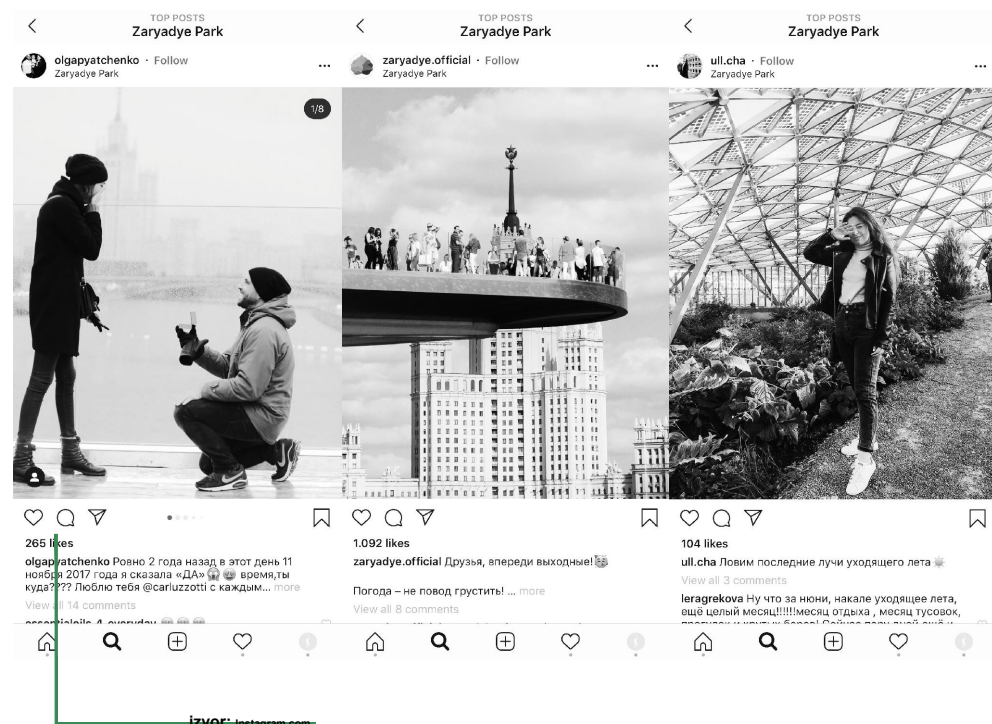 TOP POSTS
Zaryadye Park
olgapyatchenko · Follow
Zaryadye Park
1/8
265 likes
olgapyatchenko Ровно 2 года назад в этот день 11
ноября 2017 года я сказала «ДА» время,ты
куда???? Люблю тебя @carluzzotti с каждым... more
View all 14 comments
TOP POSTS
Zaryadye Park
zaryadye.official · Follow
Zaryadye Park
1.092 likes
zaryadye.official Друзья, впереди выходные!
Погода – не повод грустить! ... more
View all 8 comments
TOP POSTS
Zaryadye Park
ull.cha · Follow
Zaryadye Park
104 likes
ull.cha Ловим последние лучи уходящего лета
View all 3 comments
leragrekova Ну что за нюни, накале уходящее лета,
ещё целый месяц!!!!!!месяц отдыха , месяц тусовок,
izvor: Instagram.com